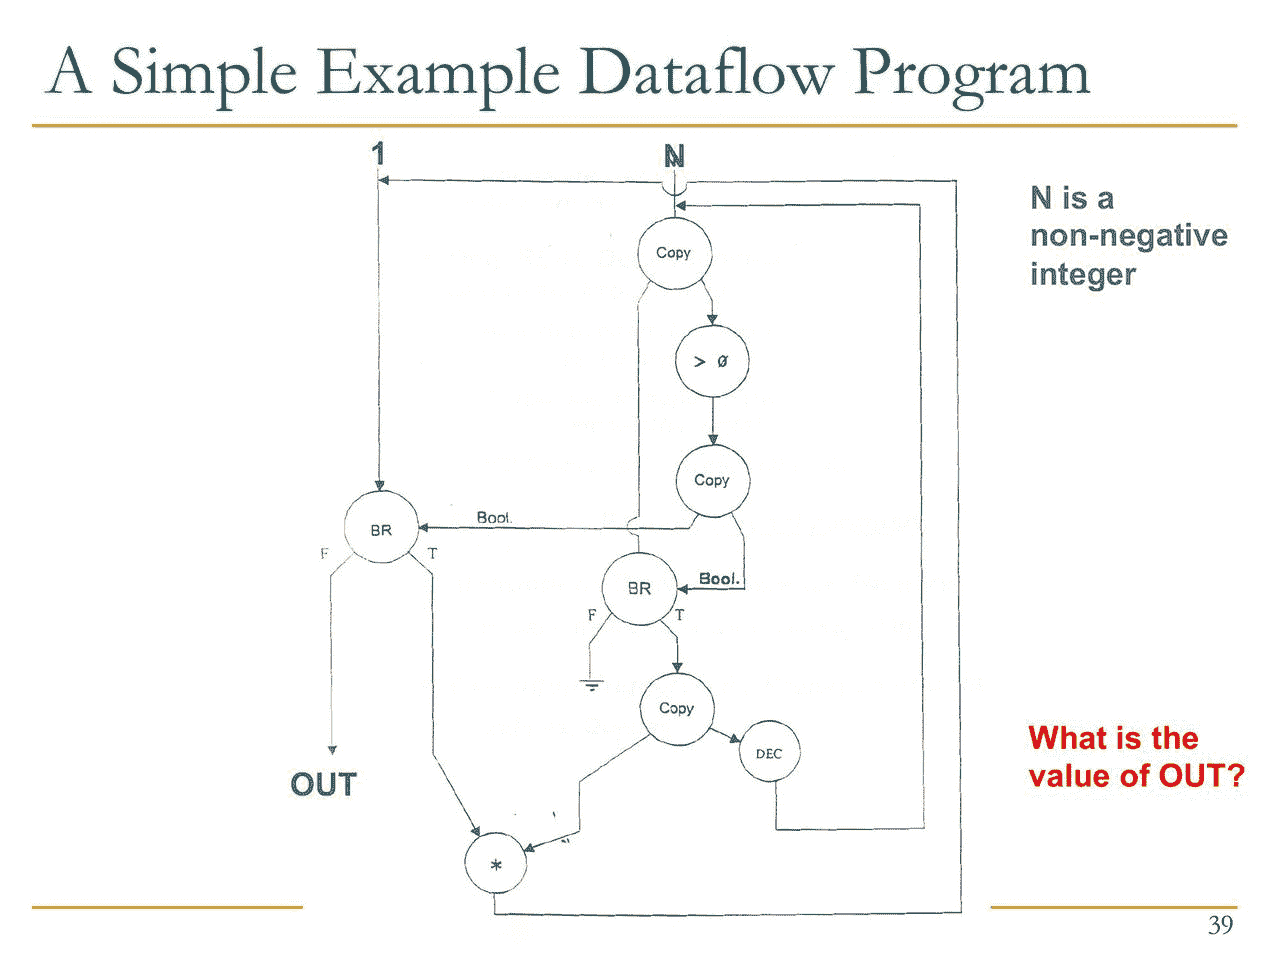 A Simple Example Dataflow Program
1
N
N is a
non-negative
integer
Copy
> 0
Copy
Bool.
BR
F
T
BR
Bool.
F
T
Copy
DEC
What is the
value of OUT?
OUT
*
39